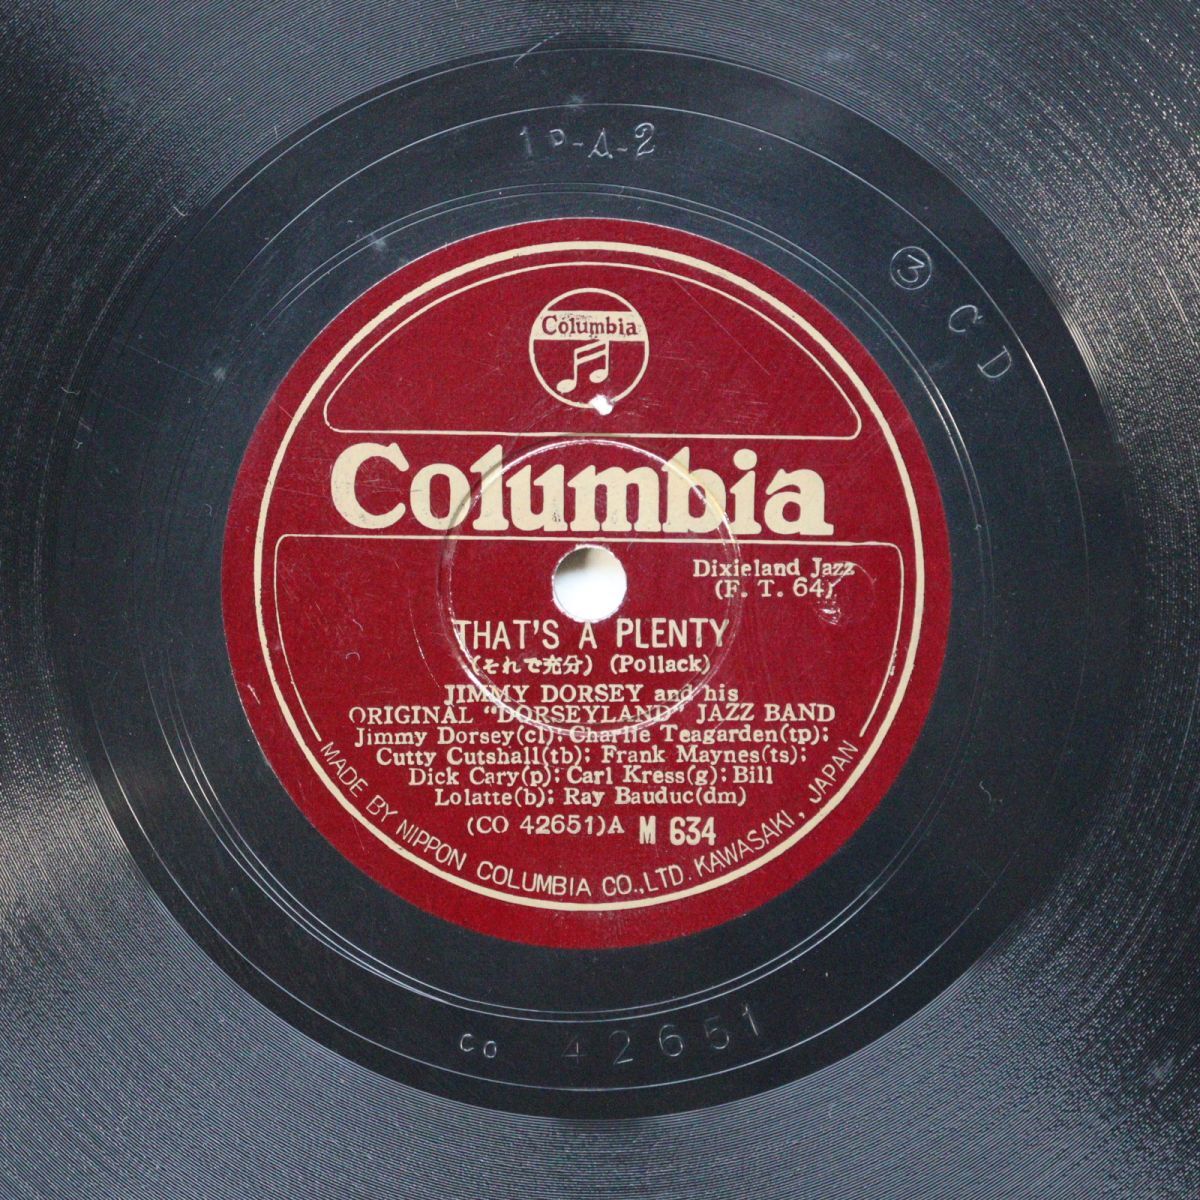 1D-A-2
③ C D
Columbia
Columbia
Dixieland Jazz
(F. T. 64)
THAT'S A PLENTY
(それで充分) (Pollack)
JIMMY DORSEY and his
ORIGINAL "DORSEYLAND" JAZZ BAND
Jimmy Dorsey(cl); Charlie Teagarden(tp);
Cutty Cutshall(tb); Frank Maynes(ts);
Dick Cary(p); Carl Kress(g); Bill
Lolatte(b); Ray Bauduc(dm)
(CO 42651)A M 634
MADE BY NIPPON COLUMBIA CO.,LTD. KAWASAKI, JAPAN
CO 42651